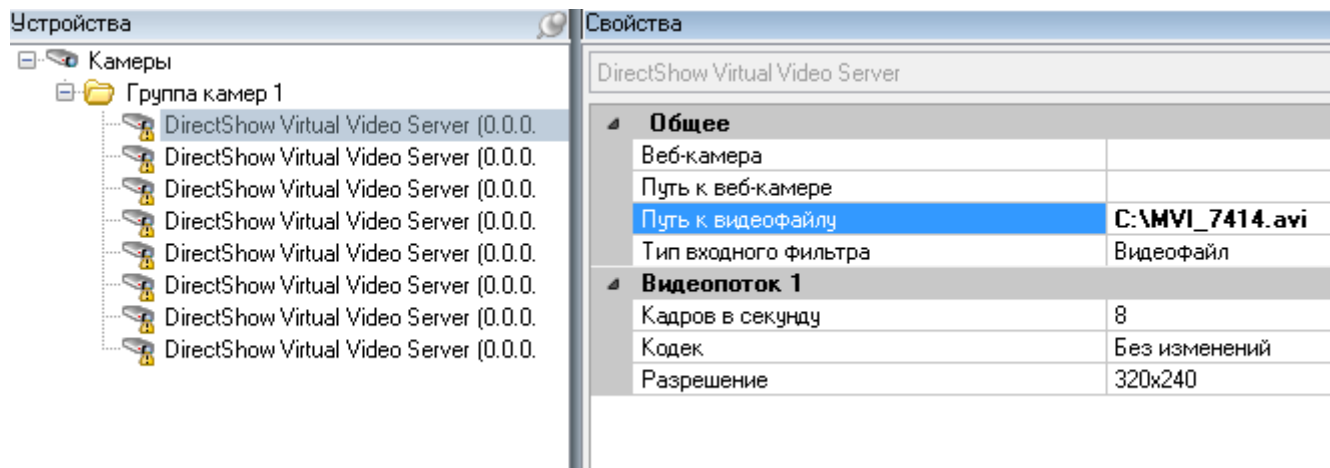 Устройства
Камеры
Группа камер 1
DirectShow Virtual Video Server (0.0.0.
DirectShow Virtual Video Server (0.0.0.
DirectShow Virtual Video Server (0.0.0.
DirectShow Virtual Video Server (0.0.0.
DirectShow Virtual Video Server (0.0.0.
DirectShow Virtual Video Server (0.0.0.
DirectShow Virtual Video Server (0.0.0.
DirectShow Virtual Video Server (0.0.0.
Свойства
DirectShow Virtual Video Server
Общее
Веб-камера
Путь к веб-камере
Путь к видеофайлу C:\MVI_7414.avi
Тип входного фильтра Видеофайл
Видеопоток 1
Кадров в секунду 8
Кодек Без изменений
Разрешение 320x240